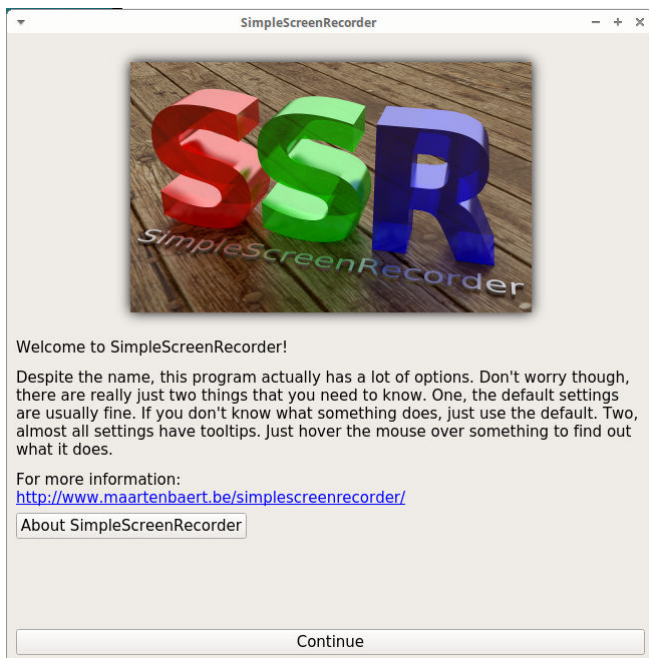 SimpleScreenRecorder
SSR
SimpleScreenRecorder
Welcome to SimpleScreenRecorder!
Despite the name, this program actually has a lot of options. Don't worry though,
there are really just two things that you need to know. One, the default settings
are usually fine. If you don't know what something does, just use the default. Two,
almost all settings have tooltips. Just hover the mouse over something to find out
what it does.
For more information:
http://www.maartenbaert.be/simplescreenrecorder/
About SimpleScreenRecorder
Continue